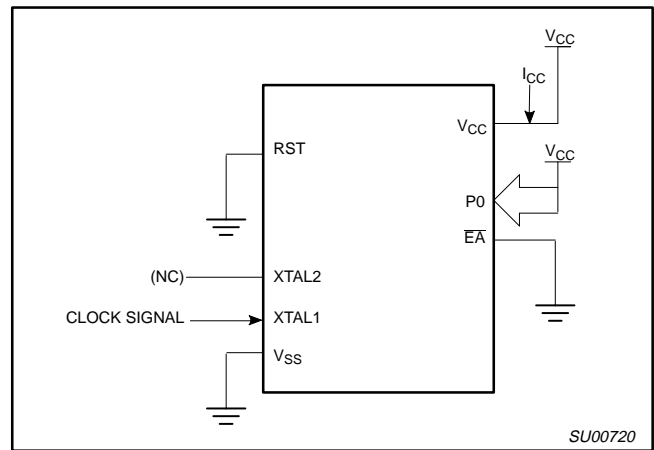 VCC
ICC
VCC
RST
VCC
P0
EA
(NC)
XTAL2
CLOCK SIGNAL
XTAL1
VSS
SU00720